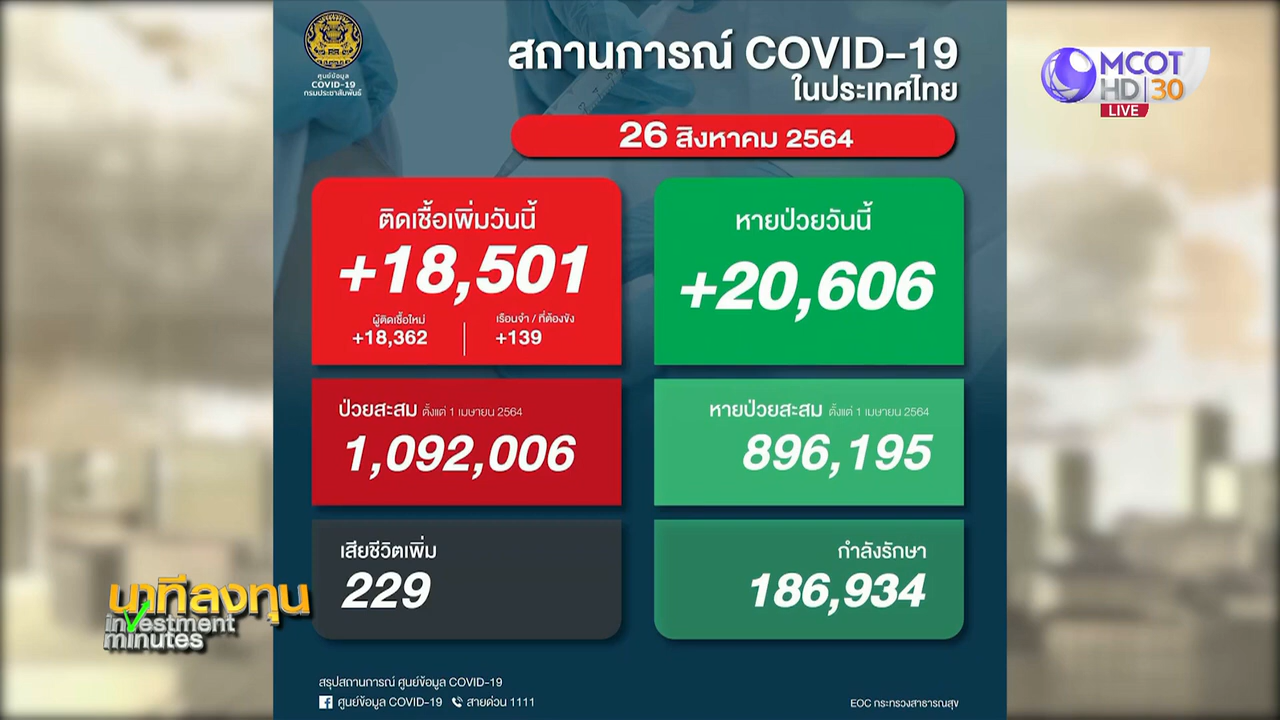 ศูนย์ข้อมูล
COVID-19
กรมประชาสัมพันธ์
สถานการณ์ COVID-19
ในประเทศไทย
26 สิงหาคม 2564
MCOT
HD 30
LIVE
ติดเชื้อเพิ่มวันนี้
+18,501
ผู้ติดเชื้อใหม่
+18,362
เรือนจำ / ที่ต้องขัง
+139
หายป่วยวันนี้
+20,606
ป่วยสะสม ตั้งแต่ 1 เมษายน 2564
1,092,006
หายป่วยสะสม ตั้งแต่ 1 เมษายน 2564
896,195
เสียชีวิตเพิ่ม
229
กำลังรักษา
186,934
นาทีลงทุน
investment
minutes
สรุปสถานการณ์ ศูนย์ข้อมูล COVID-19
ศูนย์ข้อมูล COVID-19 สายด่วน 1111
EOC กระทรวงสาธารณสุข